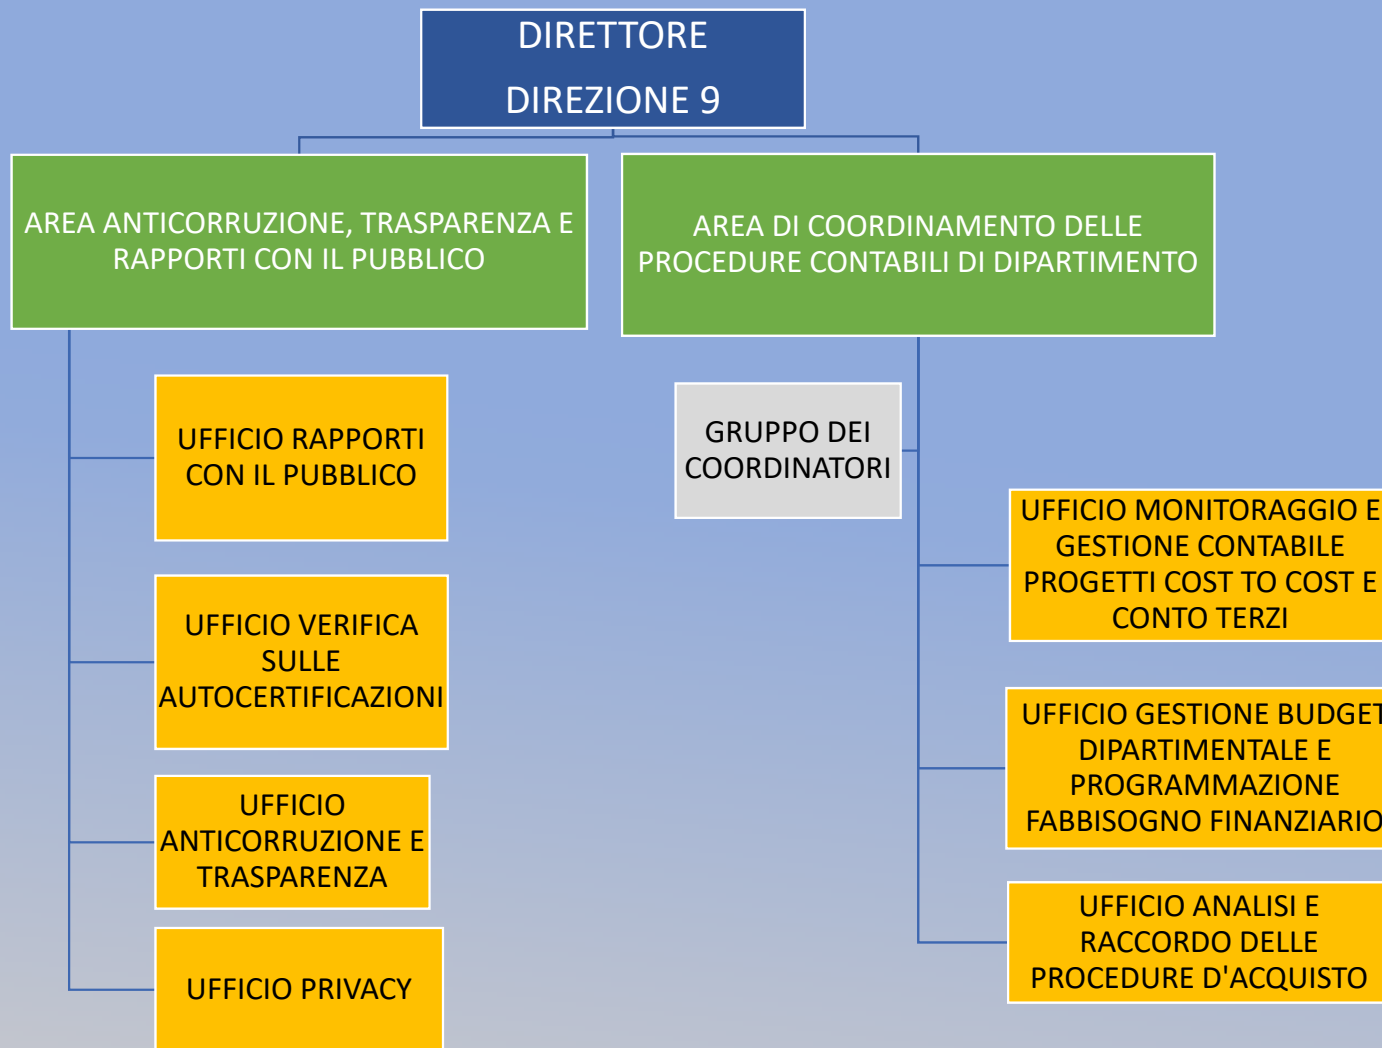 DIRETTORE
DIREZIONE 9
AREA ANTICORRUZIONE, TRASPARENZA E
RAPPORTI CON IL PUBBLICO
AREA DI COORDINAMENTO DELLE
PROCEDURE CONTABILI DI DIPARTIMENTO
UFFICIO RAPPORTI
CON IL PUBBLICO
UFFICIO VERIFICA
SULLE
AUTOCERTIFICAZIONI
UFFICIO
ANTICORRUZIONE E
TRASPARENZA
UFFICIO PRIVACY
GRUPPO DEI
COORDINATORI
UFFICIO MONITORAGGIO E
GESTIONE CONTABILE
PROGETTI COST TO COST E
CONTO TERZI
UFFICIO GESTIONE BUDGET
DIPARTIMENTALE E
PROGRAMMAZIONE
FABBISOGNO FINANZIARIO
UFFICIO ANALISI E
RACCORDO DELLE
PROCEDURE D'ACQUISTO